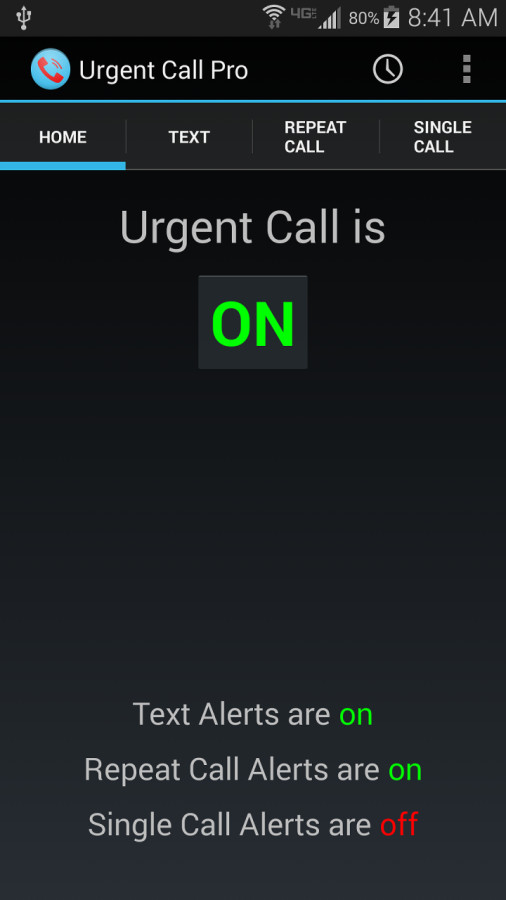 4G 80% 8:41 AM
Urgent Call Pro
HOME TEXT REPEAT CALL SINGLE CALL
Urgent Call is
ON
Text Alerts are on
Repeat Call Alerts are on
Single Call Alerts are off